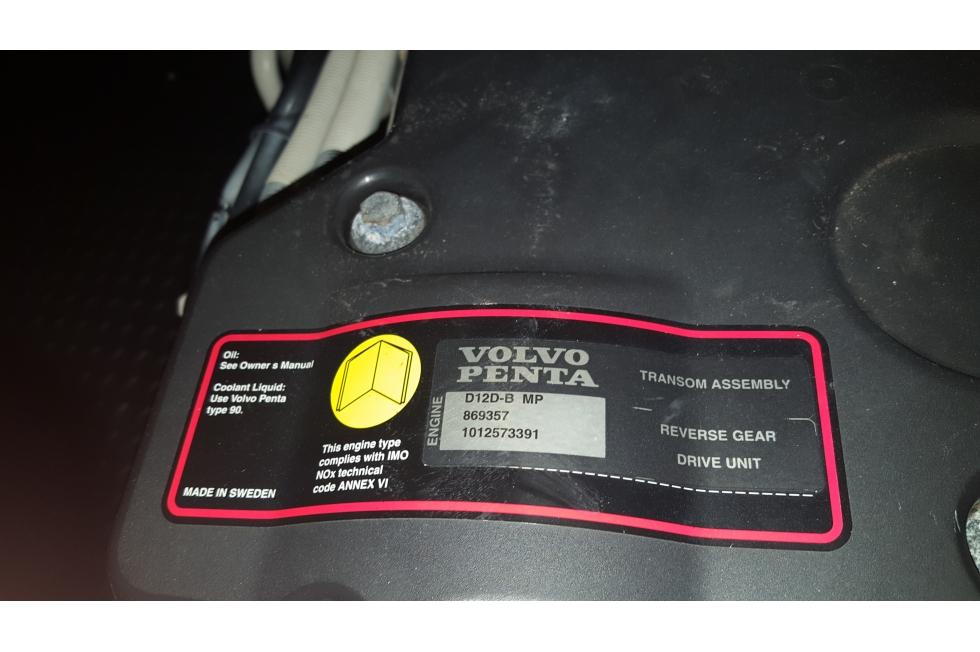 Oil:
See Owner s Manual
Coolant Liquid:
Use Volvo Penta
type 90.
MADE IN SWEDEN
This engine type
complies with IMO
NOx technical
code ANNEX VI
VOLVO
PENTA
ENGINE
D12D-B MP
869357
1012573391
TRANSOM ASSEMBLY
REVERSE GEAR
DRIVE UNIT